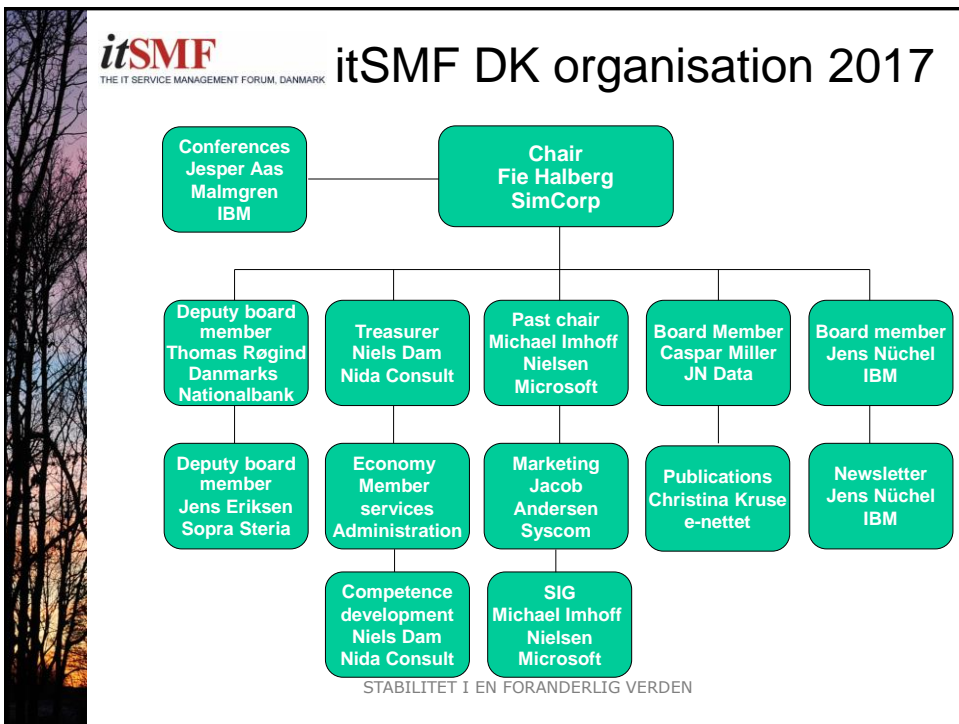 itSMF
THE IT SERVICE MANAGEMENT FORUM, DANMARK
itSMF DK organisation 2017
Conferences
Jesper Aas
Malmgren
IBM
Chair
Fie Halberg
SimCorp
Deputy board
member
Thomas Røgind
Danmarks
Nationalbank
Treasurer
Niels Dam
Nida Consult
Past chair
Michael Imhoff
Nielsen
Microsoft
Board Member
Caspar Miller
JN Data
Board member
Jens Nüchel
IBM
Deputy board
member
Jens Eriksen
Sopra Steria
Economy
Member
services
Administration
Marketing
Jacob
Andersen
Syscom
Publications
Christina Kruse
e-nettet
Newsletter
Jens Nüchel
IBM
Competence
development
Niels Dam
Nida Consult
SIG
Michael Imhoff
Nielsen
Microsoft
STABILITET I EN FORANDERLIG VERDEN